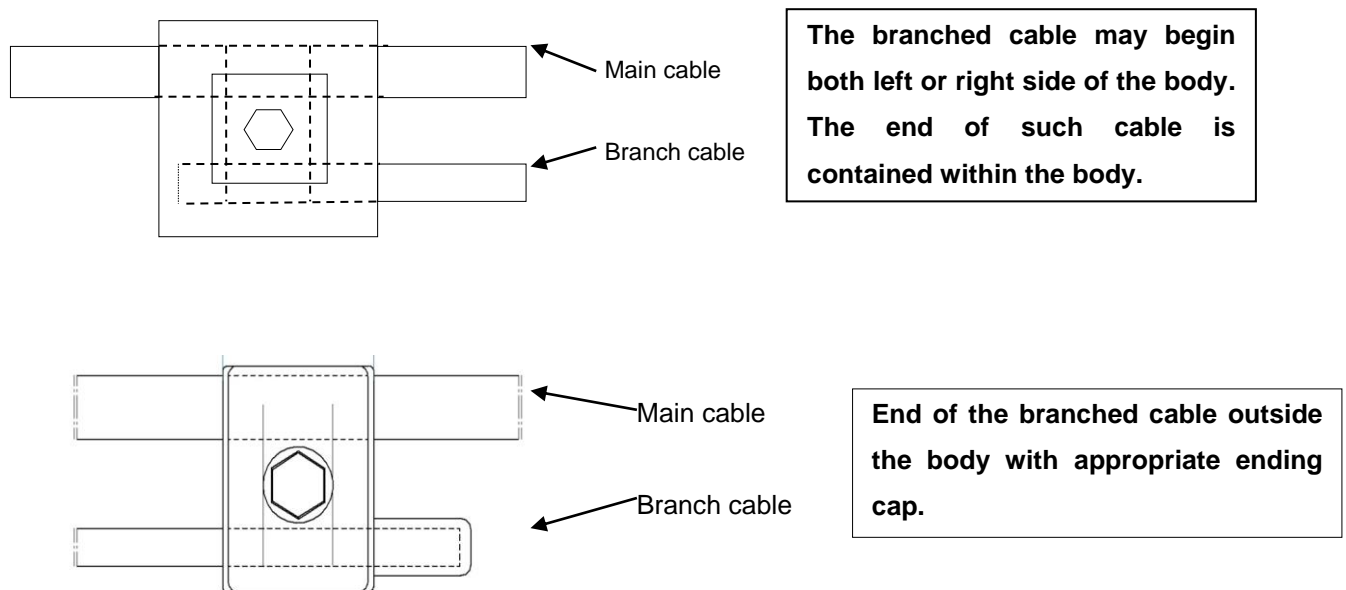 Main cable
Branch cable
The branched cable may begin
both left or right side of the body.
The end of such cable is
contained within the body.
Main cable
Branch cable
End of the branched cable outside
the body with appropriate ending
cap.